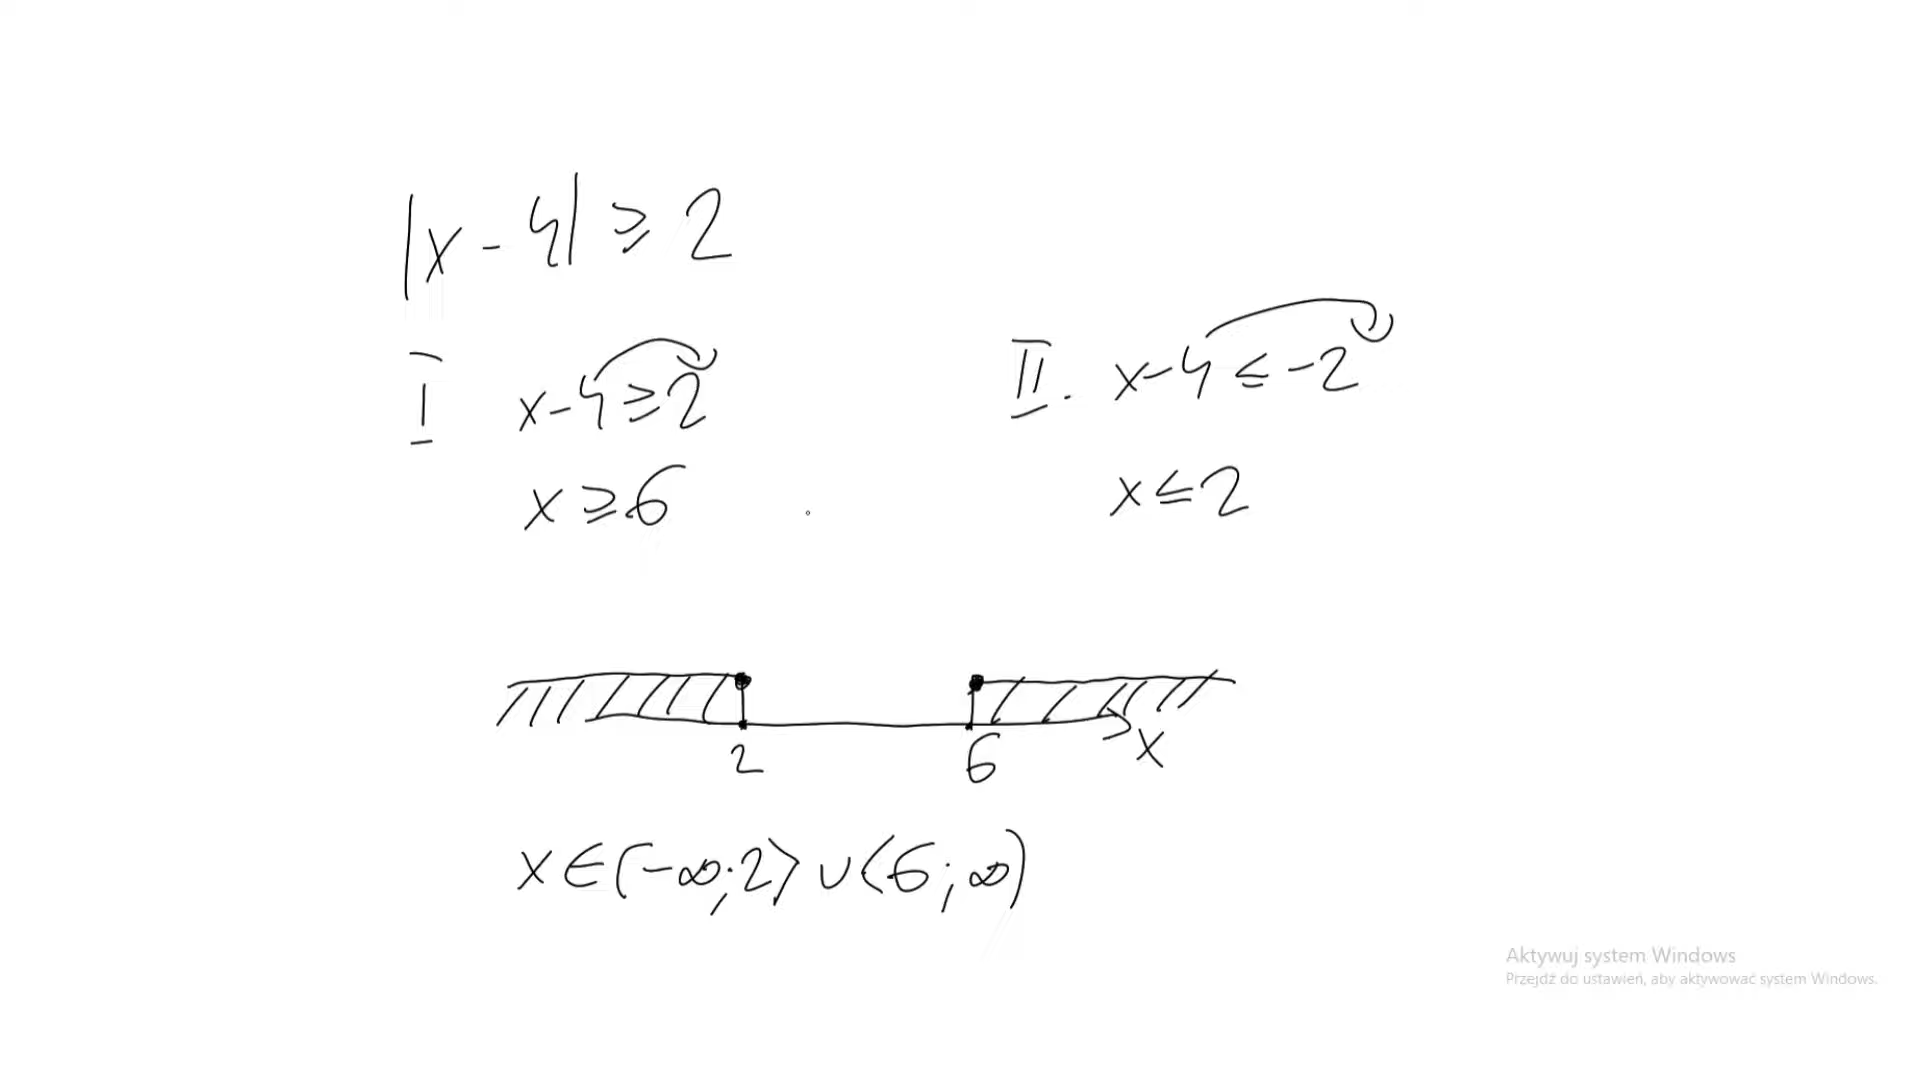 |x-4| ≥ 2
I x-4≥2
x ≥ 6
II. x-4 ≤ -2
x ≤ 2
2 6 x
x ∈ (-∞;2⟩ ∪ ⟨6;∞)
Aktywuj system Windows
Przejdź do ustawień, aby aktywować system Windows.